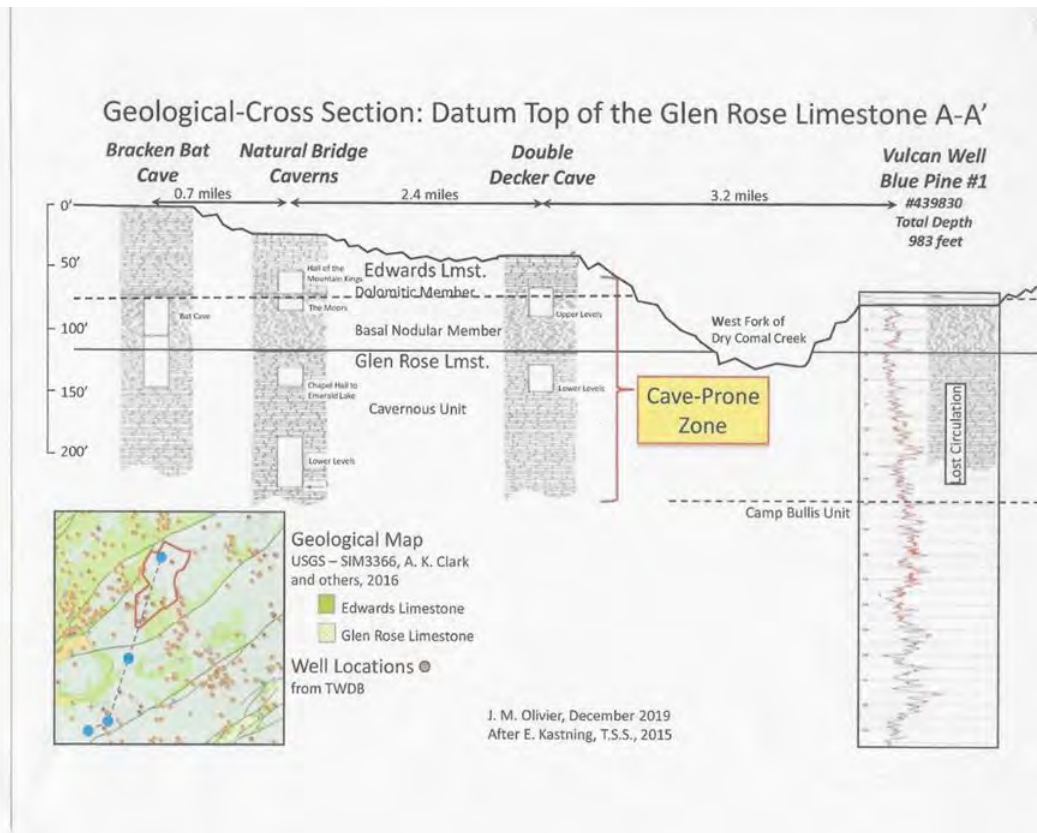 Geological-Cross Section: Datum Top of the Glen Rose Limestone A-A'
Bracken Bat
Cave
Natural Bridge
Caverns
Double
Decker Cave
Vulcan Well
Blue Pine #1
#439830
Total Depth
983 feet
0.7 miles
2.4 miles
3.2 miles
0'
50'
100'
150'
200'
Hall of the
Mountain Kings
Edwards Lmst.
Dolomitic Member
The Moors
Bat Cave
Upper Levels
Basal Nodular Member
West Fork of
Dry Comal Creek
Glen Rose Lmst.
Chapel Hall to
Emerald Lake
Lower Levels
Cavernous Unit
Cave-Prone
Zone
Lost Circulation
Lower Levels
Camp Bullis Unit
Geological Map
USGS – SIM3366, A. K. Clark
and others, 2016
Edwards Limestone
Glen Rose Limestone
Well Locations
from TWDB
J. M. Olivier, December 2019
After E. Kastning, T.S.S., 2015